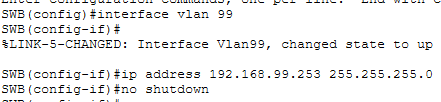 SWB(config)#interface vlan 99
SWB(config-if)#
%LINK-5-CHANGED: Interface Vlan99, changed state to up
SWB(config-if)#ip address 192.168.99.253 255.255.255.0
SWB(config-if)#no shutdown